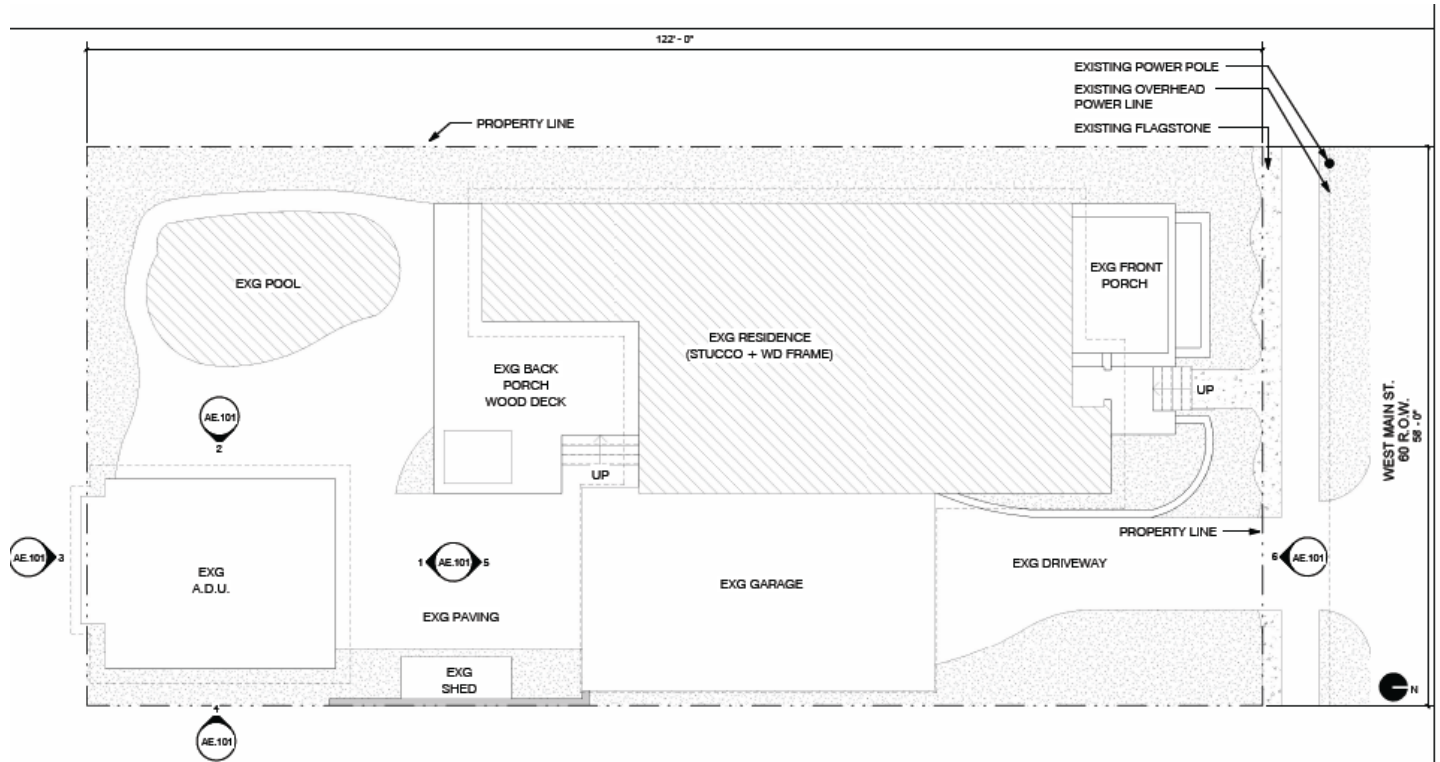 122' - 0"
EXISTING POWER POLE
EXISTING OVERHEAD
POWER LINE
EXISTING FLAGSTONE
PROPERTY LINE
EXG POOL
EXG FRONT
PORCH
EXG RESIDENCE
(STUCCO + WD FRAME)
EXG BACK
PORCH
WOOD DECK
UP
UP
WEST MAIN ST.
60 R.O.W.
58' - 0"
AE.101
2
AE.101
3
EXG
A.D.U.
1
AE.101
5
EXG PAVING
EXG GARAGE
EXG DRIVEWAY
PROPERTY LINE
6
AE.101
EXG
SHED
N
4
AE.101